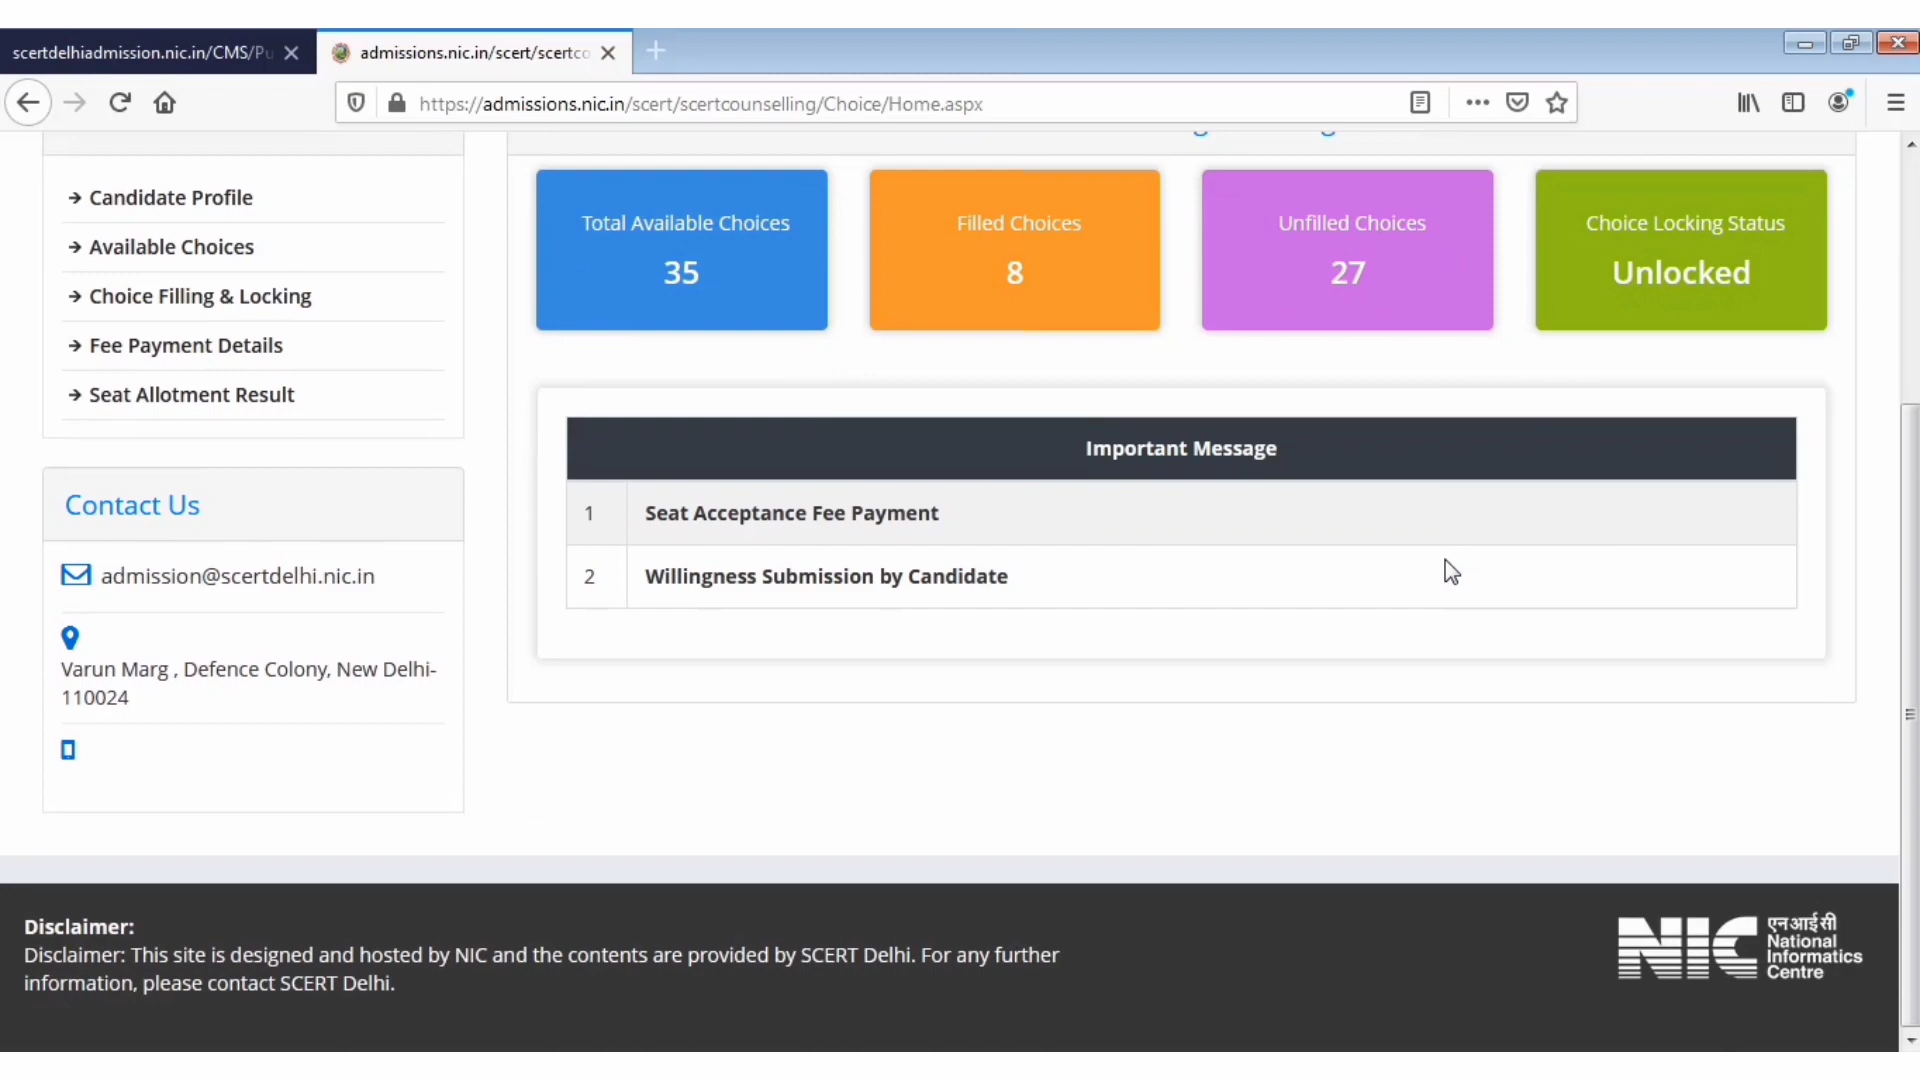 scertdelhiadmission.nic.in/CMS/Pu
admissions.nic.in/scert/scertco
https://admissions.nic.in/scert/scertcounselling/Choice/Home.aspx
Candidate Profile
Available Choices
Choice Filling & Locking
Fee Payment Details
Seat Allotment Result
Contact Us
admission@scertdelhi.nic.in
Varun Marg , Defence Colony, New Delhi-
110024
Total Available Choices
35
Filled Choices
8
Unfilled Choices
27
Choice Locking Status
Unlocked
Important Message
1 Seat Acceptance Fee Payment
2 Willingness Submission by Candidate
Disclaimer:
Disclaimer: This site is designed and hosted by NIC and the contents are provided by SCERT Delhi. For any further
information, please contact SCERT Delhi.
NIC
एनआईसी
National
Informatics
Centre